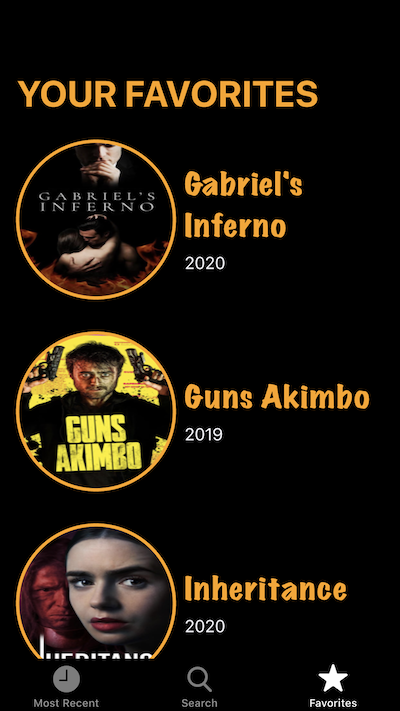 YOUR FAVORITES
GABRIEL'S
INFERNO
Gabriel's
Inferno
2020
GUNS
AKIMBO
Guns Akimbo
2019
Inheritance
2020
Most Recent
Search
Favorites